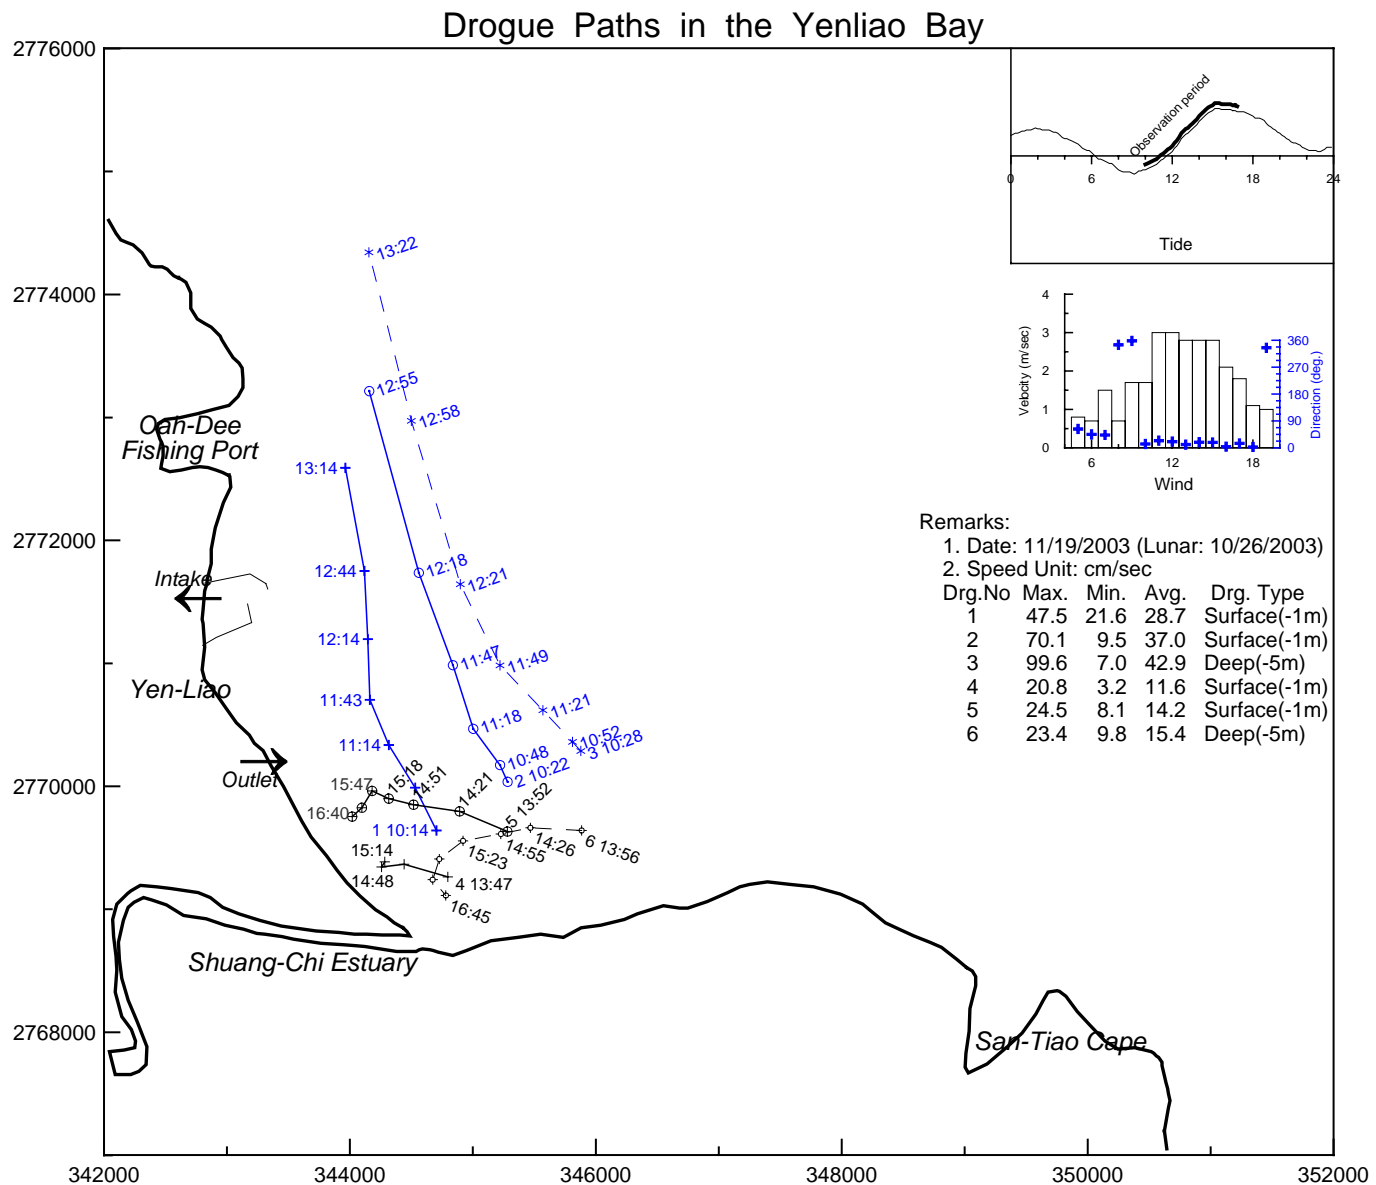 Drogue Paths in the Yenliao Bay
2776000
2774000
2772000
2770000
2768000
342000
344000
346000
348000
350000
352000
Observation period
0
6
12
18
24
Tide
4
3
2
1
0
Velocity (m/sec)
360
270
180
90
0
Direction (deg.)
6
12
18
Wind
Remarks:
1. Date: 11/19/2003 (Lunar: 10/26/2003)
2. Speed Unit: cm/sec
Drg.No Max. Min. Avg. Drg. Type
1 47.5 21.6 28.7 Surface(-1m)
2 70.1 9.5 37.0 Surface(-1m)
3 99.6 7.0 42.9 Deep(-5m)
4 20.8 3.2 11.6 Surface(-1m)
5 24.5 8.1 14.2 Surface(-1m)
6 23.4 9.8 15.4 Deep(-5m)
Fishing Port
Intake
Yen-Liao
Outlet
Shuang-Chi Estuary
San-Tiao Cape
13:22
12:58
12:21
11:49
11:21
10:52
3 10:28
12:55
12:18
11:47
11:18
10:48
2 10:22
13:14
12:44
12:14
11:43
11:14
1 10:14
15:47
15:18
14:51
14:21
5 13:52
16:40
15:14
14:48
4 13:47
15:23
14:55
14:26
6 13:56
16:45